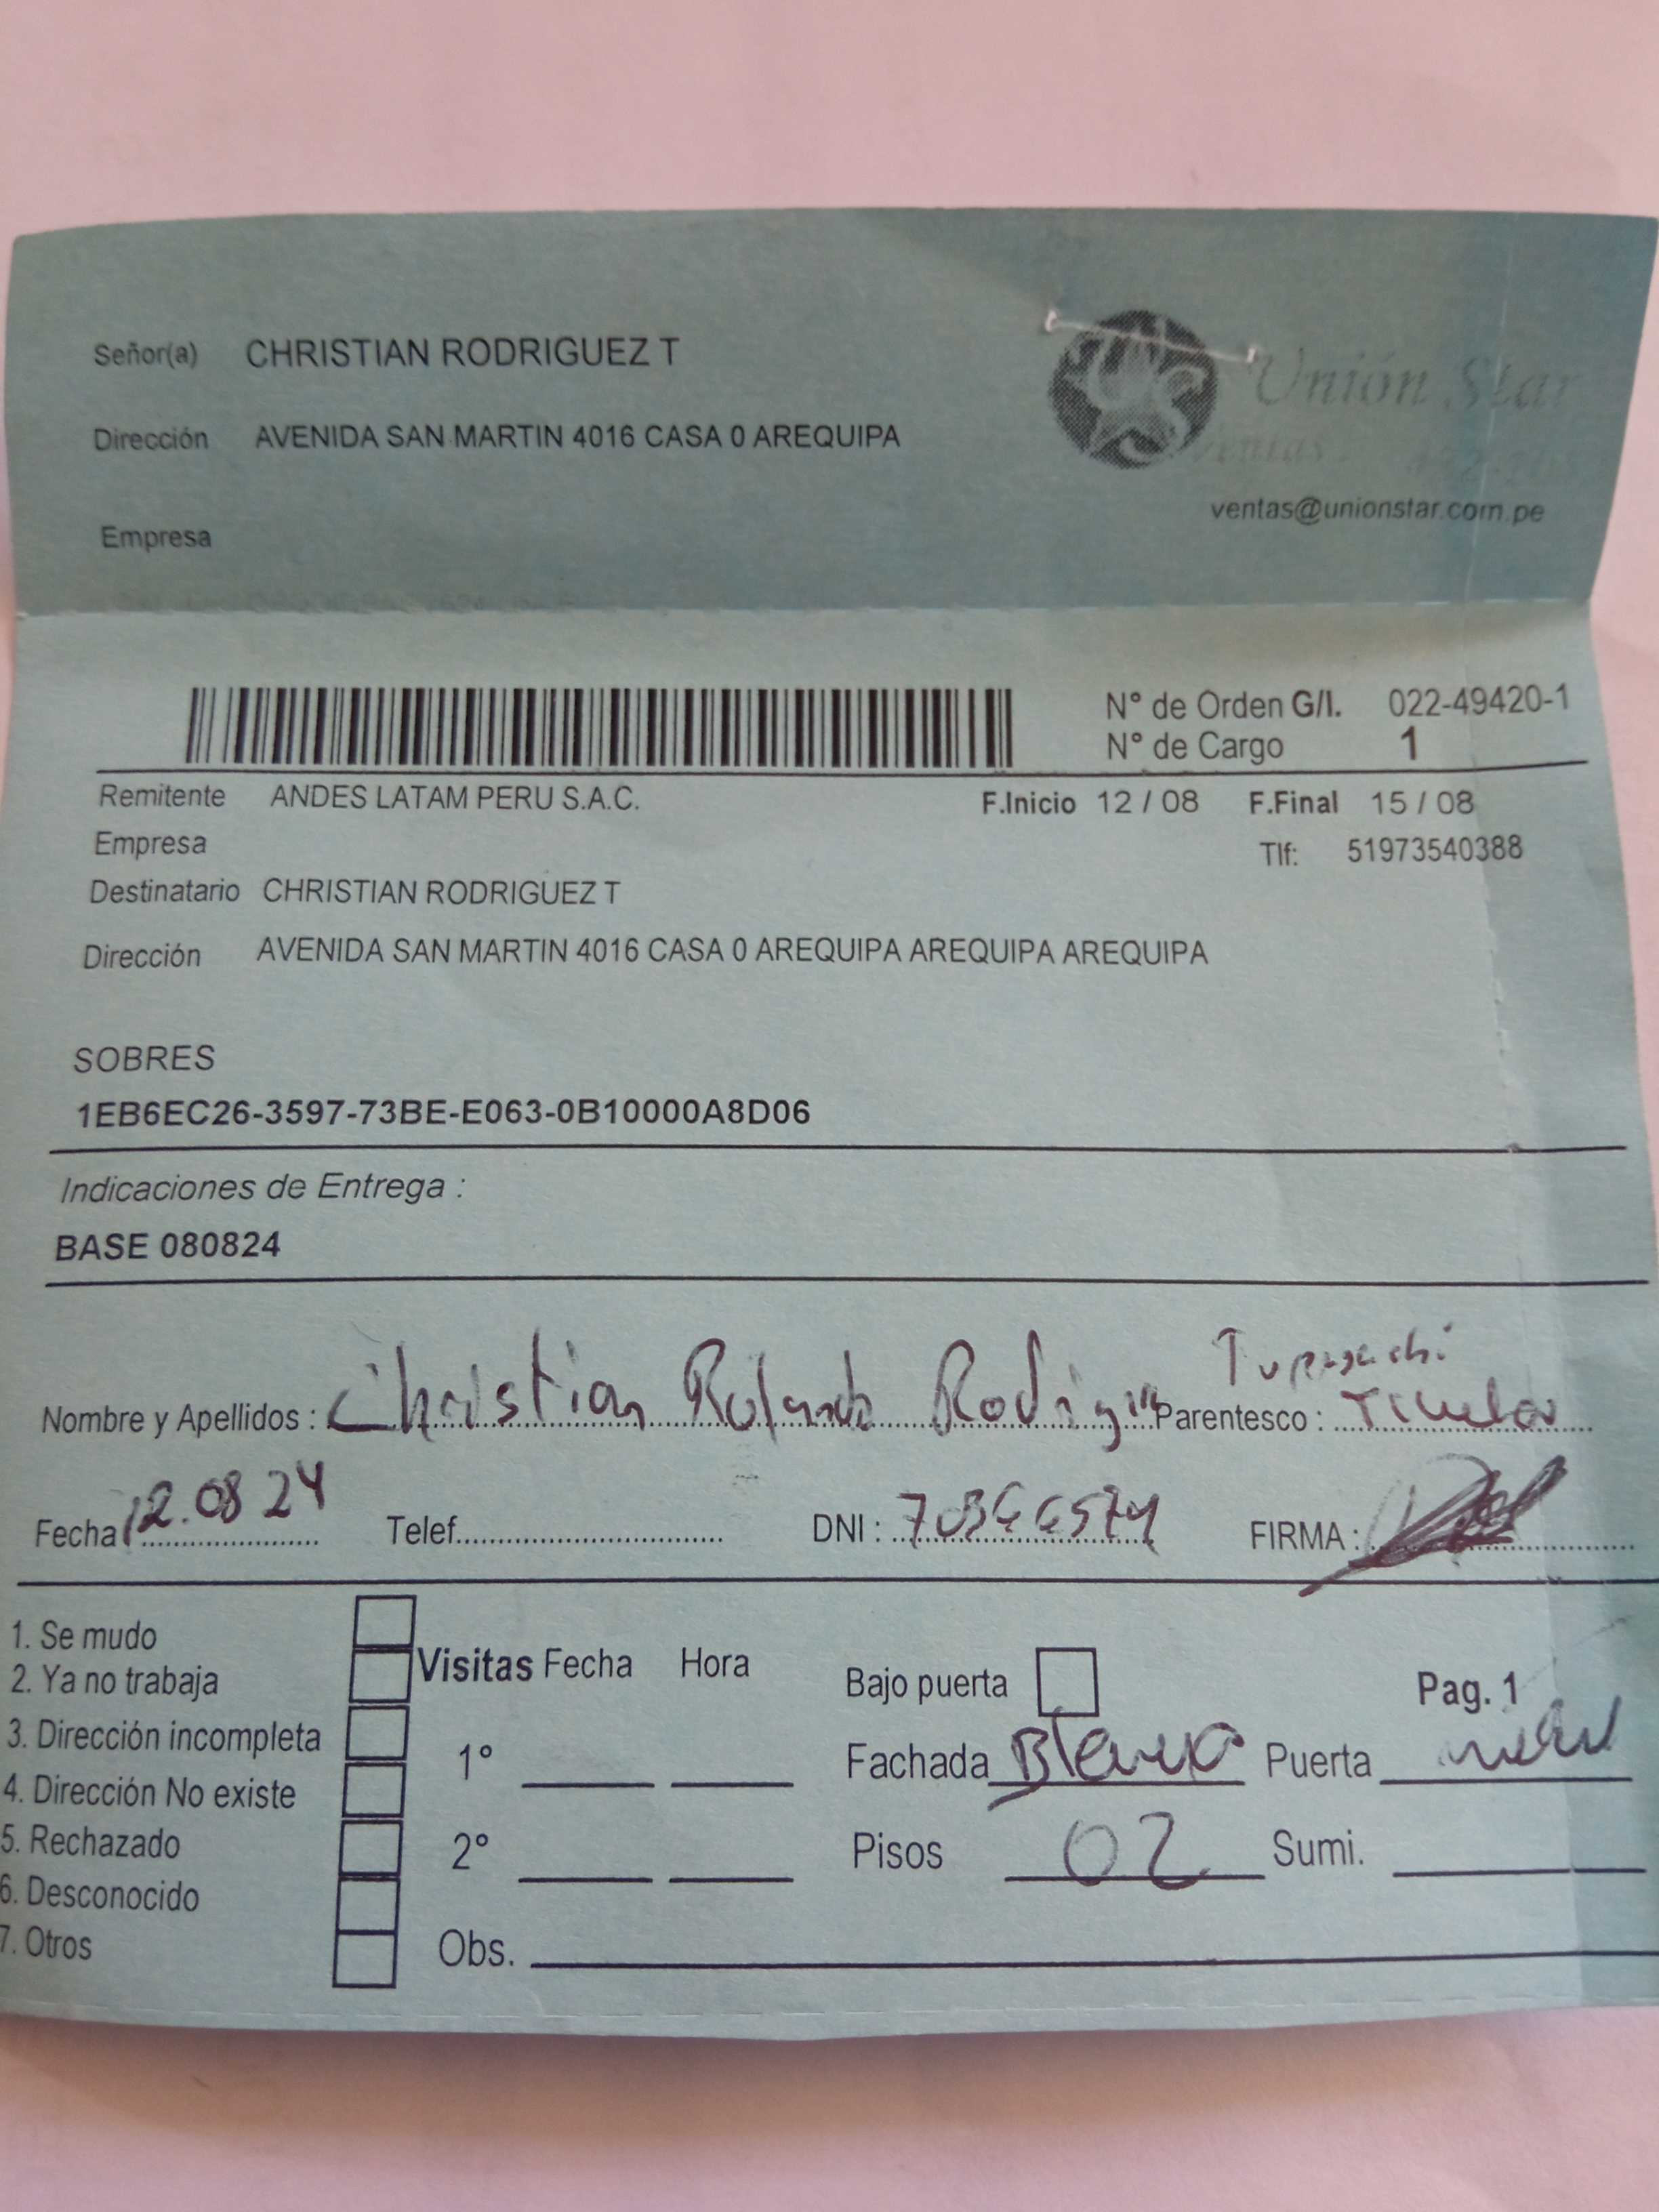 Señor(a) CHRISTIAN RODRIGUEZ T
Unión Star
Dirección AVENIDA SAN MARTIN 4016 CASA 0 AREQUIPA
ventas@unionstar.com.pe
Empresa
N° de Orden G/I. 022-49420-1
N° de Cargo 1
Remitente ANDES LATAM PERU S.A.C. F.Inicio 12 / 08 F.Final 15 / 08
Empresa Tlf: 51973540388
Destinatario CHRISTIAN RODRIGUEZ T
Dirección AVENIDA SAN MARTIN 4016 CASA 0 AREQUIPA AREQUIPA AREQUIPA
SOBRES
1EB6EC26-3597-73BE-E063-0B10000A8D06
Indicaciones de Entrega :
BASE 080824
Nombre y Apellidos : Christian Rolando Rodriguez Parentesco : Titular
Fecha 12.08 24 Telef. DNI : FIRMA :
1. Se mudo
2. Ya no trabaja Visitas Fecha Hora Bajo puerta Pag. 1
3. Dirección incompleta 1° Fachada Blanca Puerta
4. Dirección No existe
5. Rechazado 2° Pisos 02 Sumi.
6. Desconocido
7. Otros Obs.